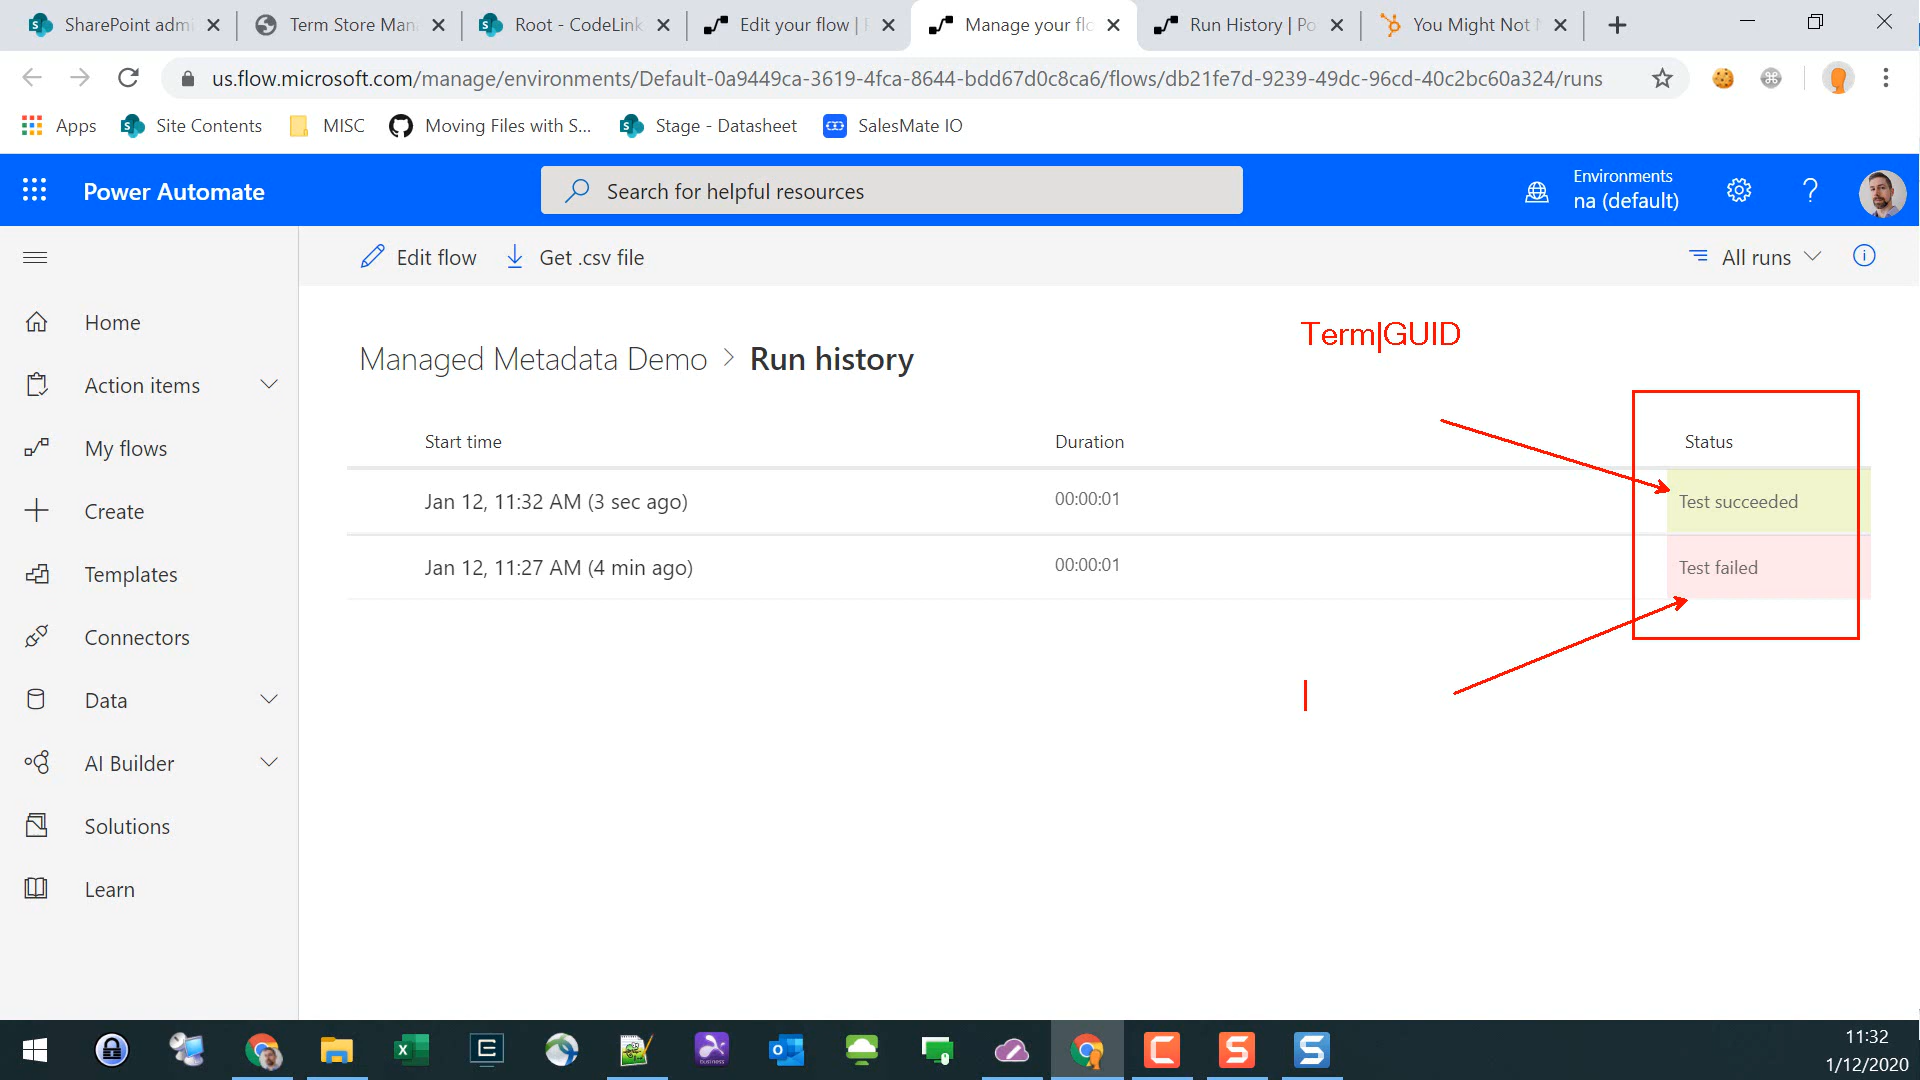 SharePoint admi
Term Store Man
Root - CodeLink
Edit your flow | P
Manage your flo
Run History | Po
You Might Not N
us.flow.microsoft.com/manage/environments/Default-0a9449ca-3619-4fca-8644-bdd67d0c8ca6/flows/db21fe7d-9239-49dc-96cd-40c2bc60a324/runs
Apps
Site Contents
MISC
Moving Files with S...
Stage - Datasheet
SalesMate IO
Power Automate
Search for helpful resources
Environments
na (default)
Edit flow
Get .csv file
All runs
Home
Action items
My flows
Create
Templates
Connectors
Data
AI Builder
Solutions
Learn
Managed Metadata Demo > Run history
Term|GUID
Start time
Duration
Status
Jan 12, 11:32 AM (3 sec ago)
00:00:01
Test succeeded
Jan 12, 11:27 AM (4 min ago)
00:00:01
Test failed
|
11:32
1/12/2020